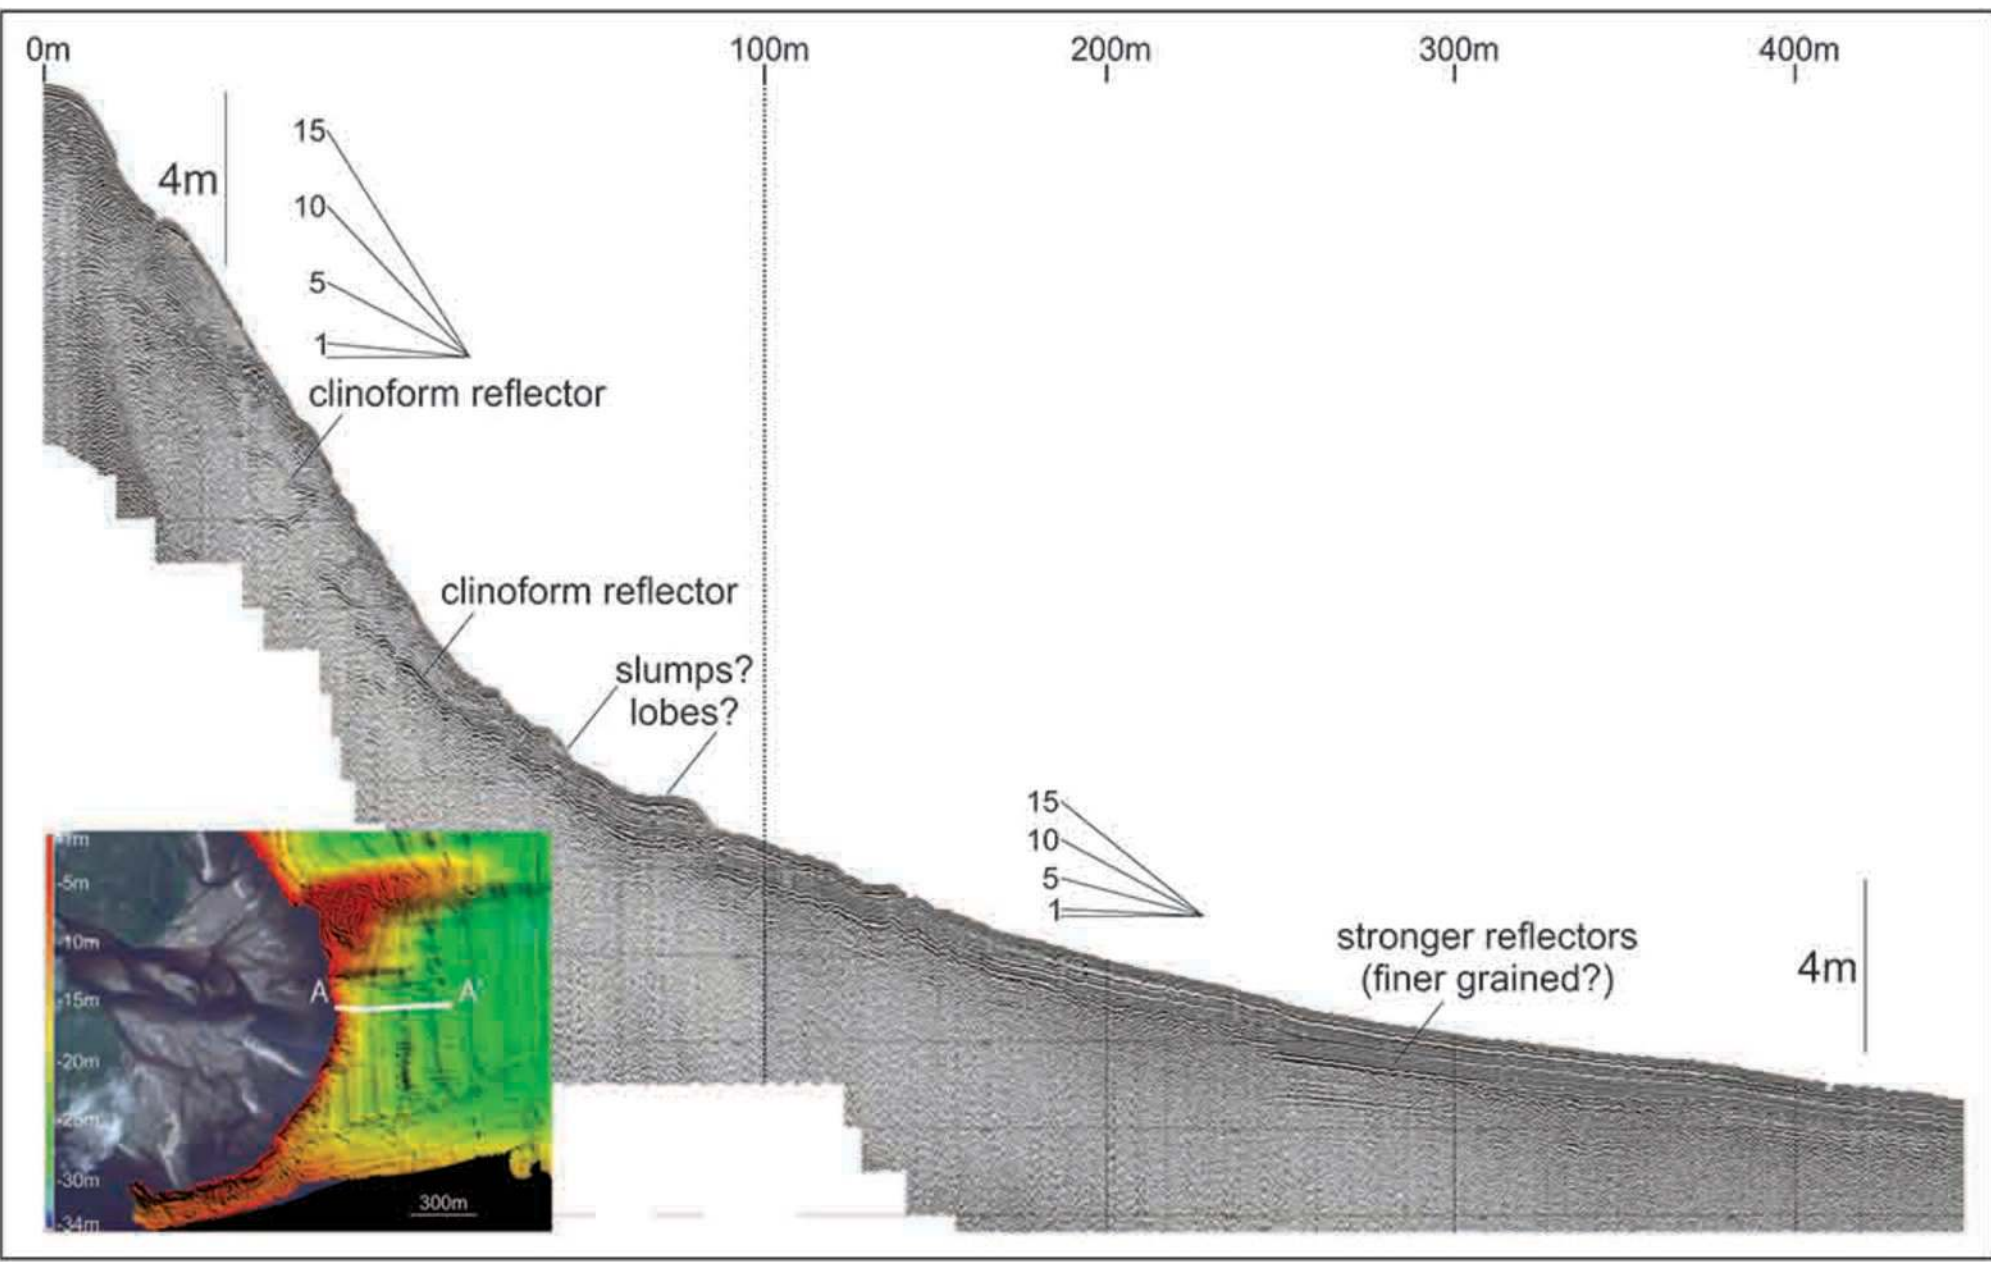 0m 100m 200m 300m 400m
4m
15
10
5
1
clinoform reflector
clinoform reflector
slumps?
lobes?
15
10
5
1
stronger reflectors
(finer grained?)
4m
-5m
-10m
-15m
-20m
-25m
-30m
-34m
A A'
300m